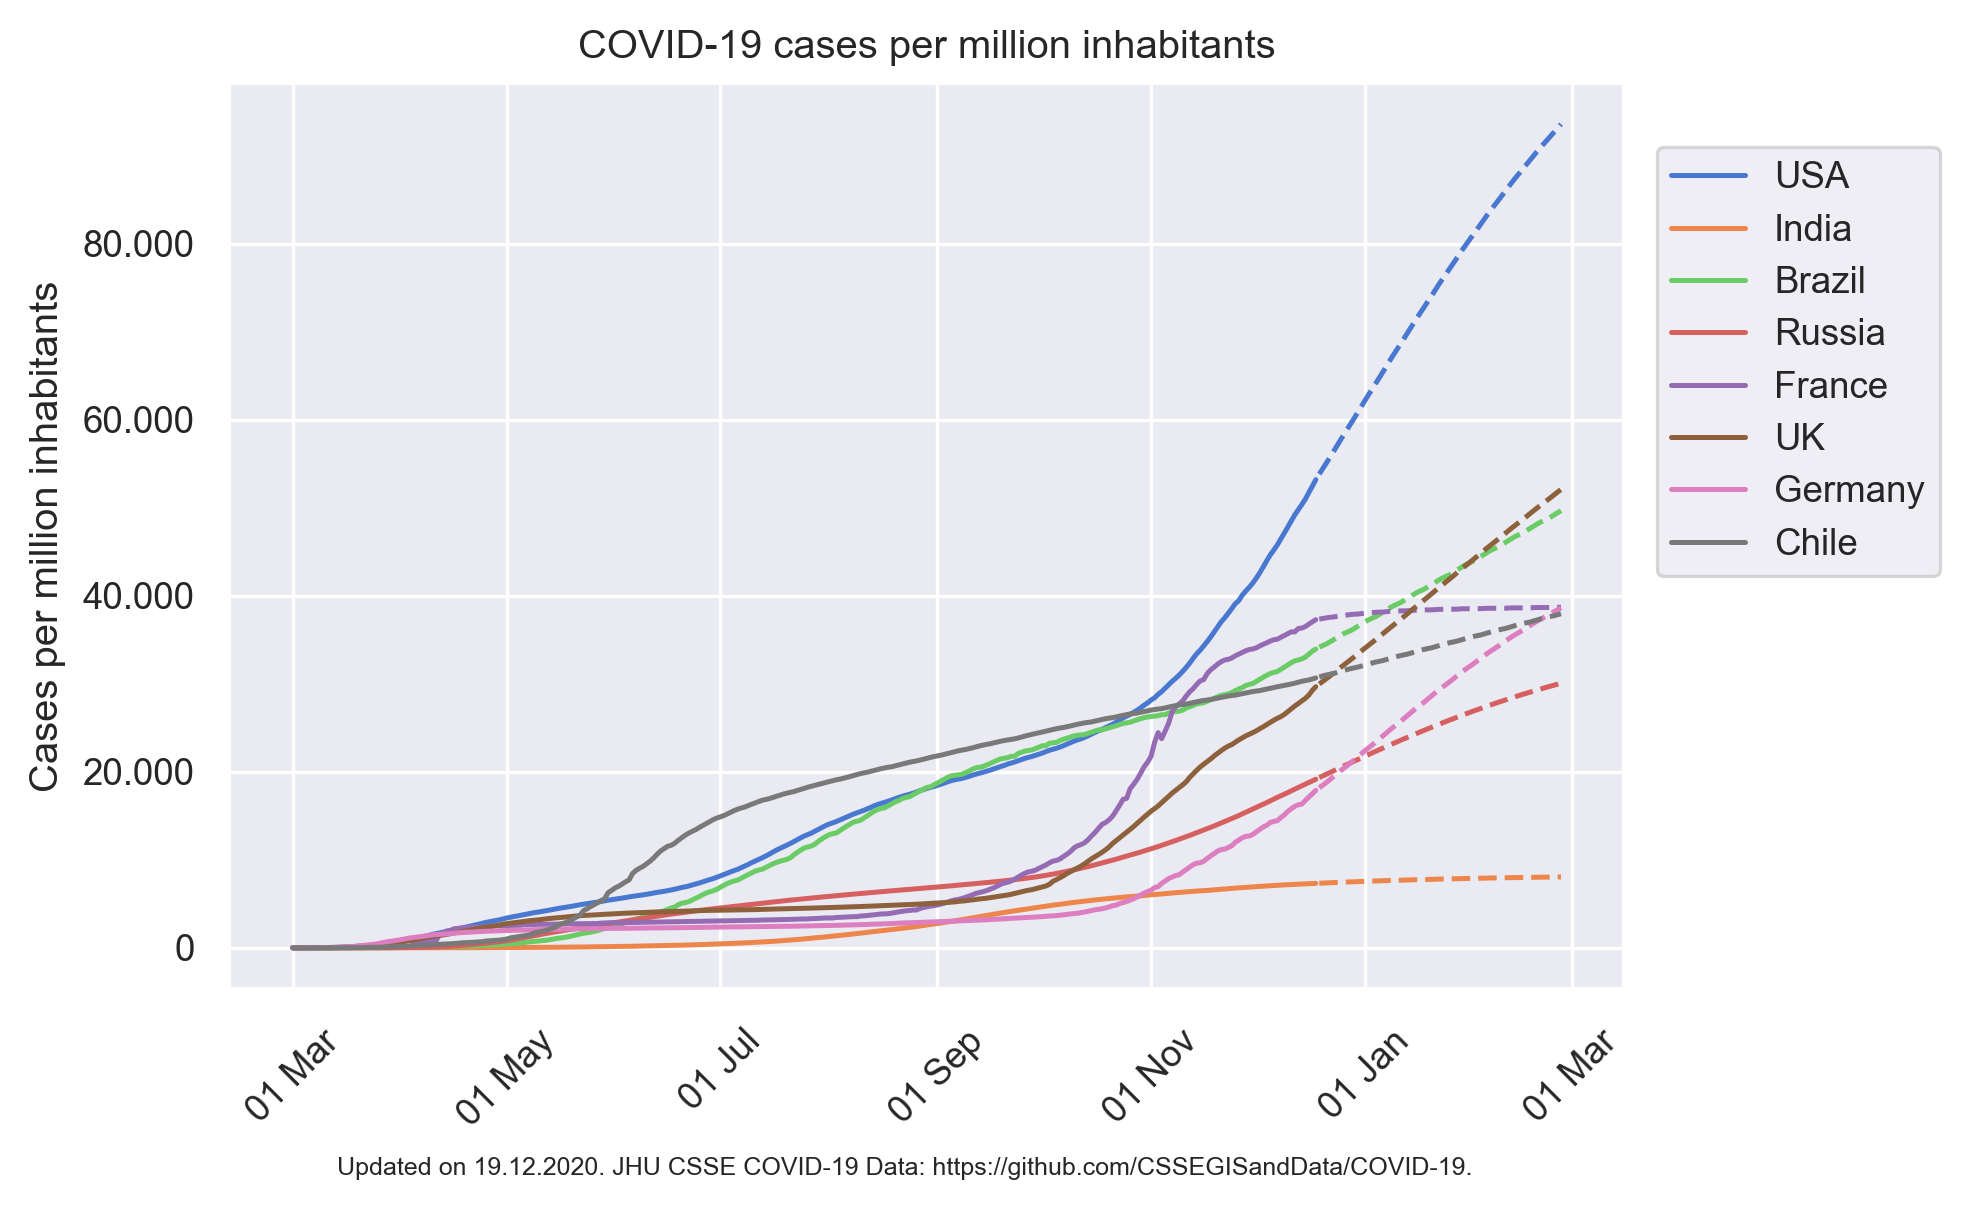 COVID-19 cases per million inhabitants
Cases per million inhabitants
80.000
60.000
40.000
20.000
0
01 Mar
01 May
01 Jul
01 Sep
01 Nov
01 Jan
01 Mar
USA
India
Brazil
Russia
France
UK
Germany
Chile
Updated on 19.12.2020. JHU CSSE COVID-19 Data: https://github.com/CSSEGISandData/COVID-19.